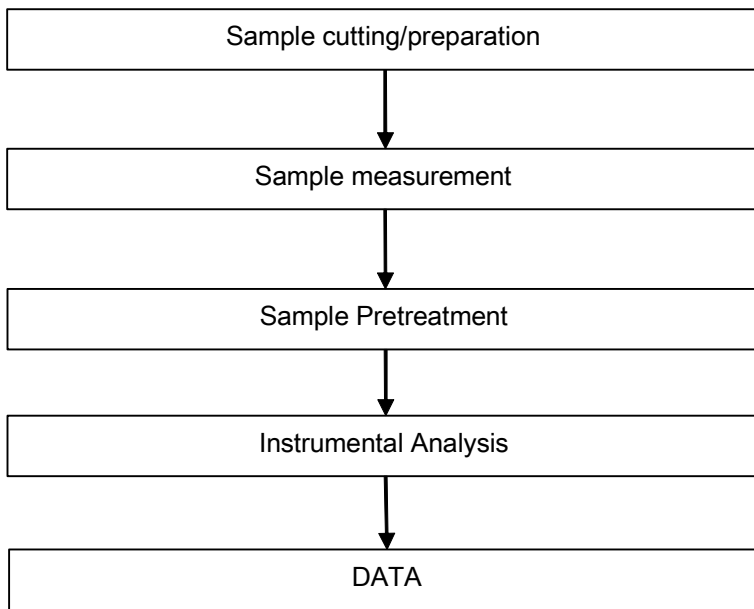 Sample cutting/preparation
Sample measurement
Sample Pretreatment
Instrumental Analysis
DATA